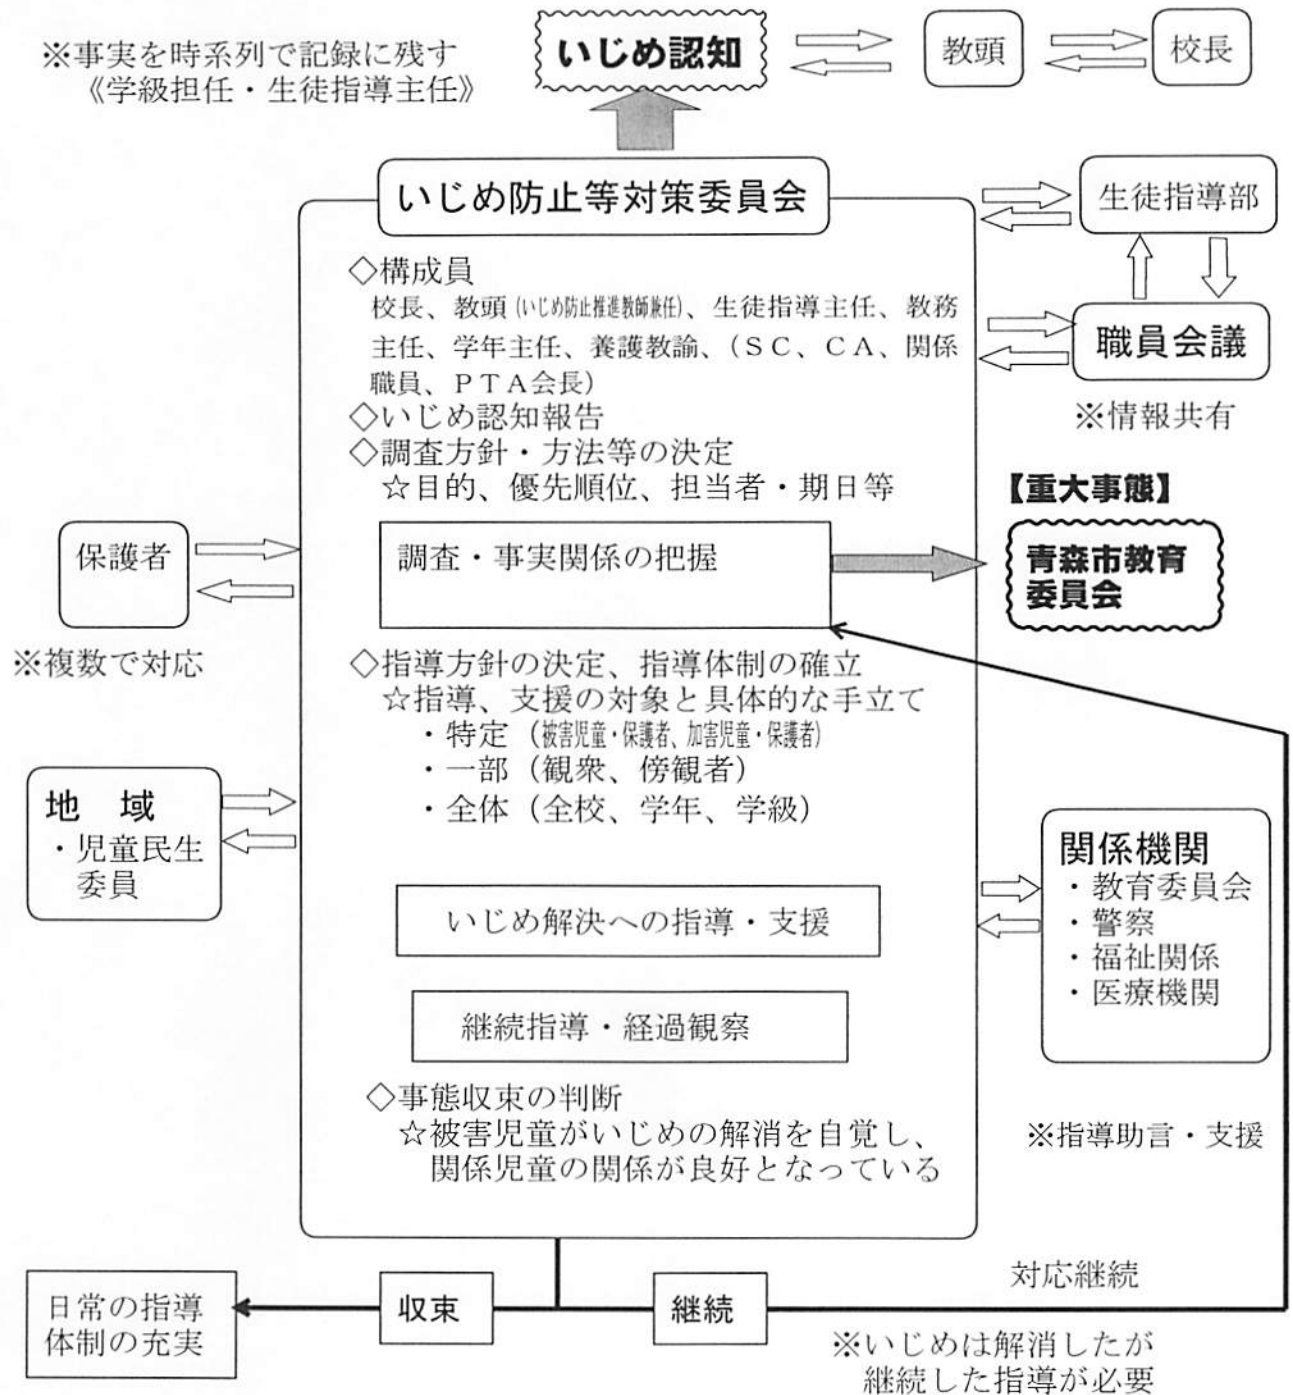 ※事実を時系列で記録に残す
《学級担任・生徒指導主任》
いじめ認知
教頭
校長
いじめ防止等対策委員会
生徒指導部
職員会議
※情報共有
◇構成員
校長、教頭(いじめ防止推進教師兼任)、生徒指導主任、教務
主任、学年主任、養護教諭、(SC、CA、関係
職員、PTA会長)
◇いじめ認知報告
◇調査方針・方法等の決定
☆目的、優先順位、担当者・期日等
【重大事態】
青森市教育
委員会
保護者
※複数で対応
調査・事実関係の把握
◇指導方針の決定、指導体制の確立
☆指導、支援の対象と具体的な手立て
・特定(被害児童・保護者、加害児童・保護者)
・一部(観衆、傍観者)
・全体(全校、学年、学級)
地 域
・児童民生
委員
関係機関
・教育委員会
・警察
・福祉関係
・医療機関
※指導助言・支援
いじめ解決への指導・支援
継続指導・経過観察
◇事態収束の判断
☆被害児童がいじめの解消を自覚し、
関係児童の関係が良好となっている
日常の指導
体制の充実
収束
継続
対応継続
※いじめは解消したが
継続した指導が必要